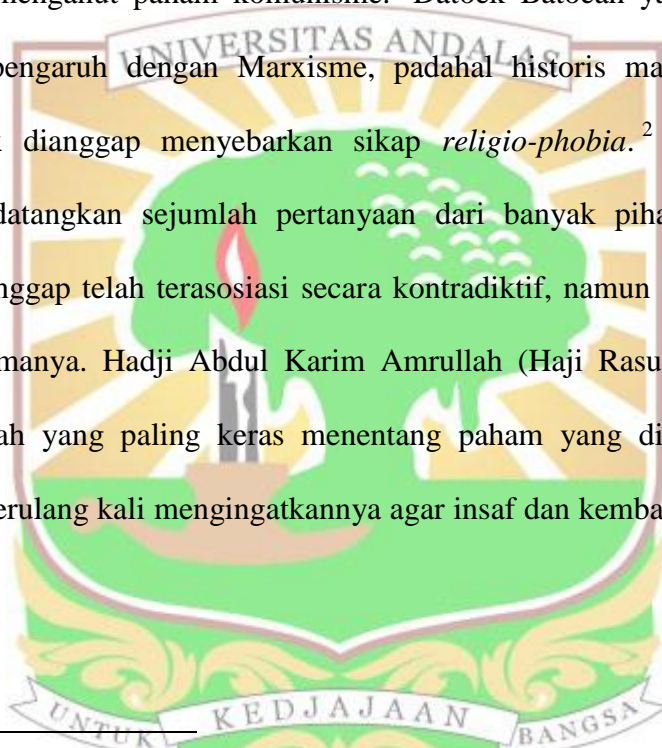 menganut paham komunisme. Datoek Batoeah ya
UNIVERSITAS ANDALAS
pengaruh dengan Marxisme, padahal historis ma
k dianggap menyebarkan sikap religio-phobia. 2
datangkan sejumlah pertanyaan dari banyak piha
nggap telah terasosiasi secara kontradiktif, namun
manya. Hadji Abdul Karim Amrullah (Haji Rasu
ah yang paling keras menentang paham yang di
erulang kali mengingatkannya agar insaf dan kemba
UNTUK KEDJAJAAN BANGSA